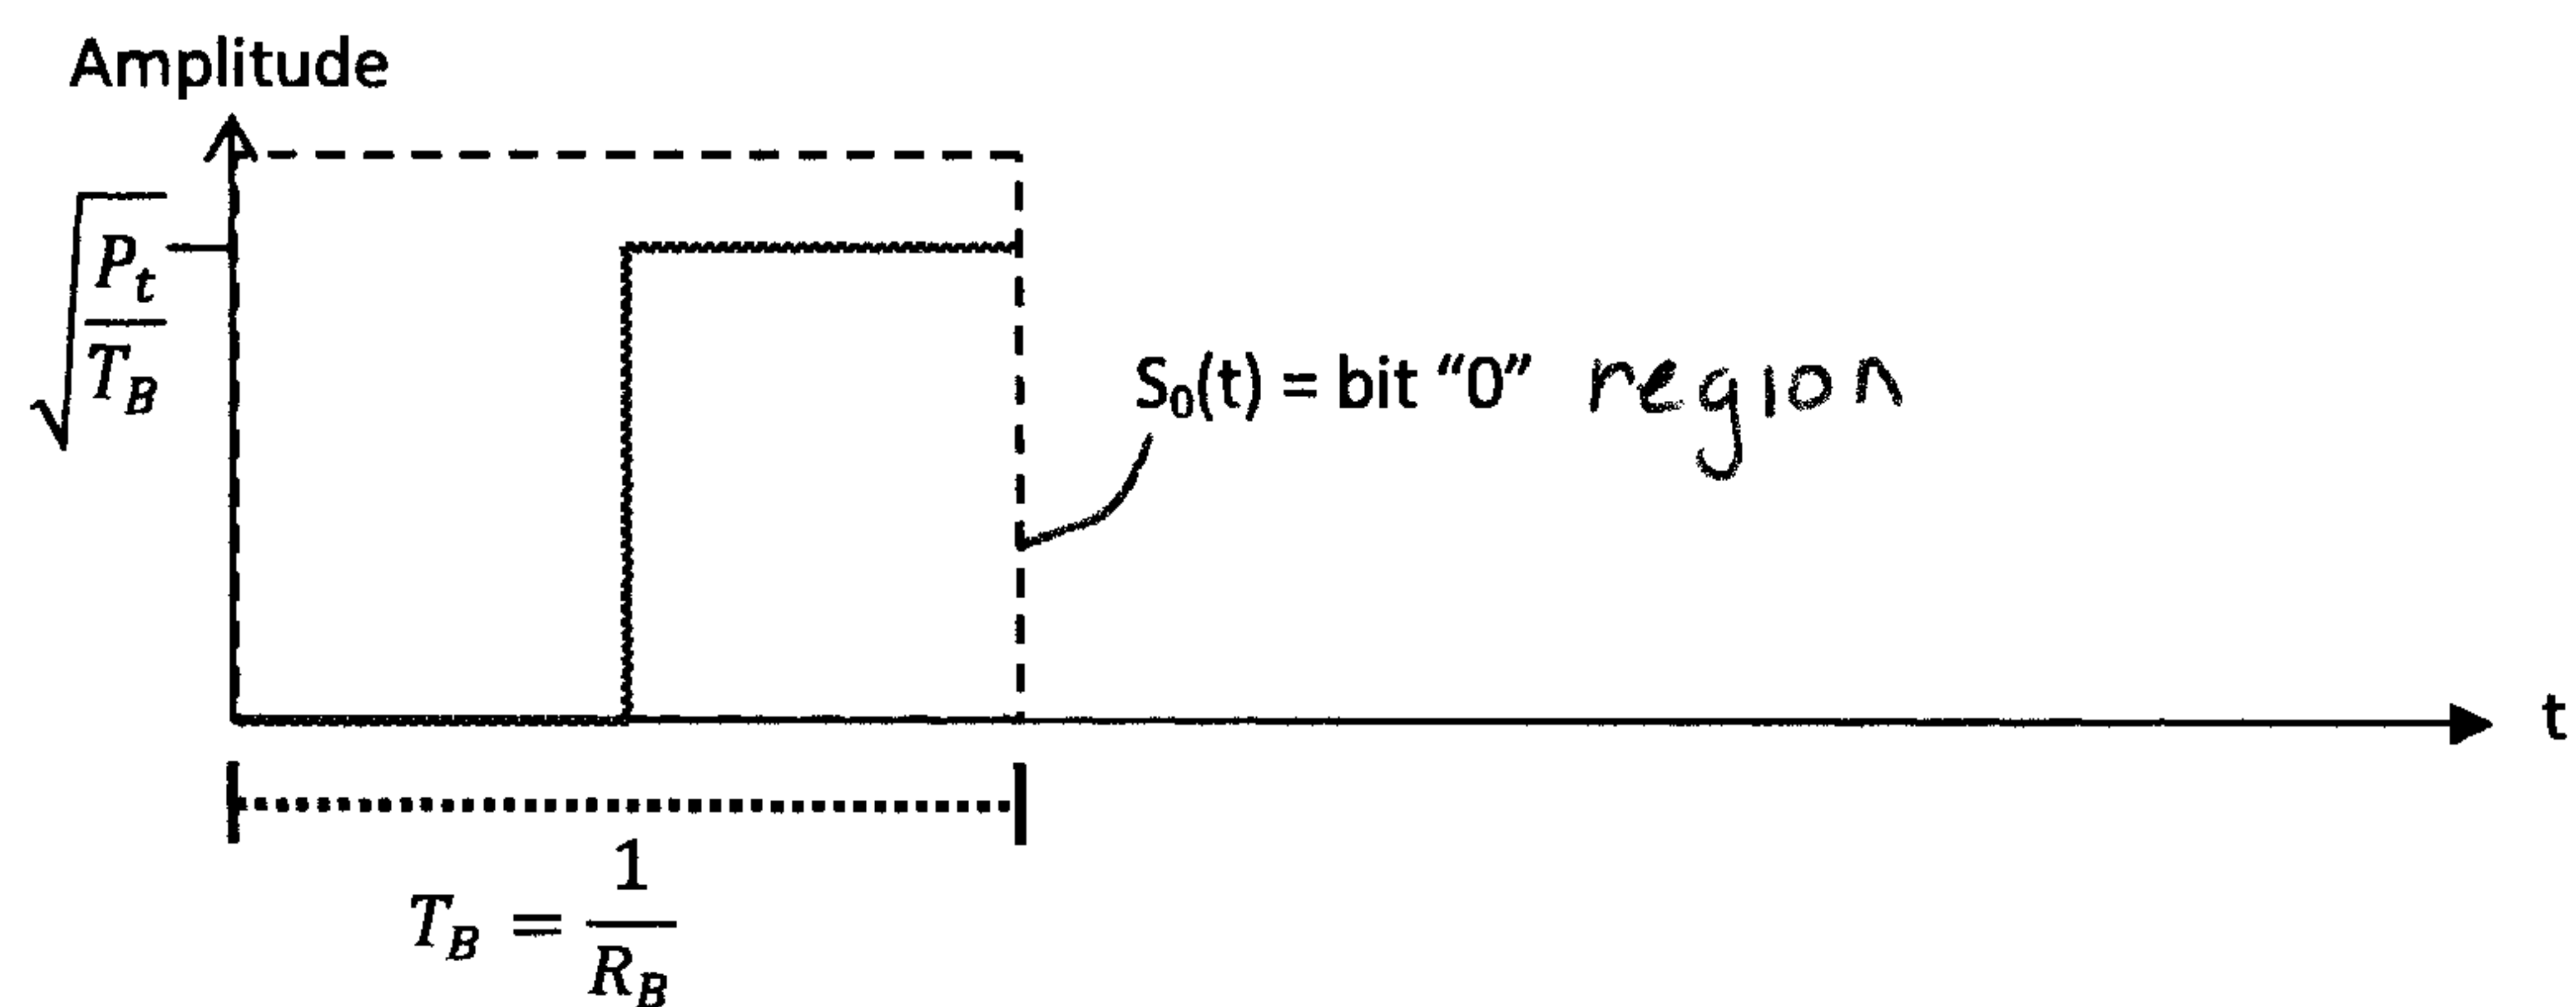 Amplitude
√(P_t/T_B)
S₀(t) = bit “0” region
t
T_B = 1/R_B